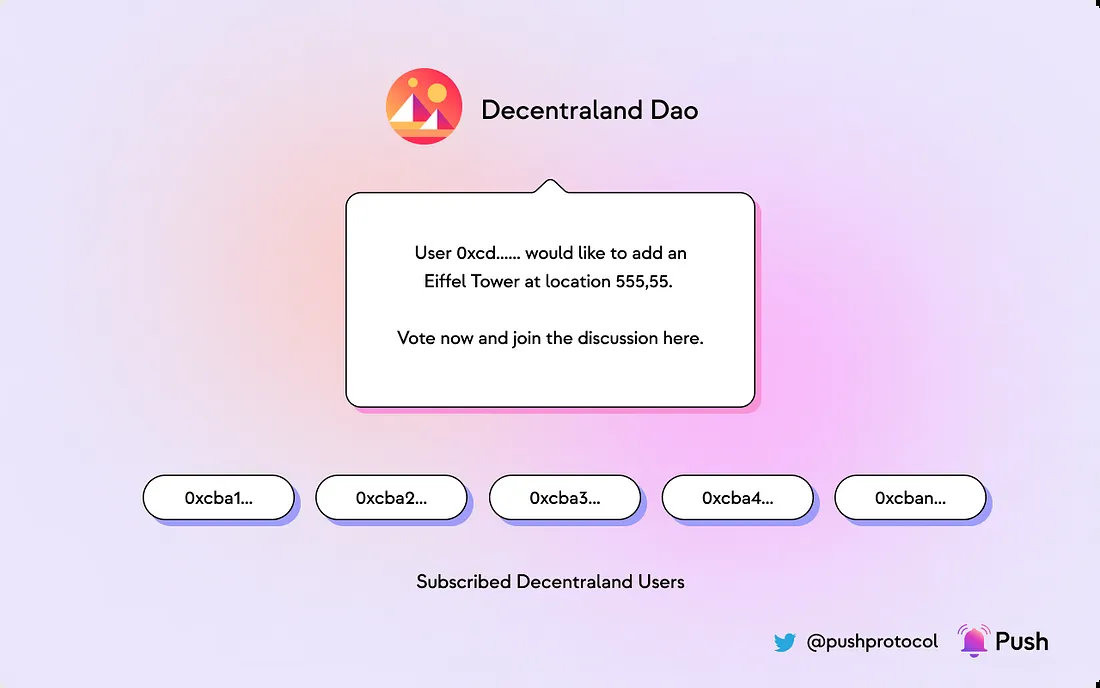 Decentraland Dao
User 0xcd...... would like to add an
Eiffel Tower at location 555,55.
Vote now and join the discussion here.
0xcba1...
0xcba2...
0xcba3...
0xcba4...
0xcban...
Subscribed Decentraland Users
@pushprotocol
Push